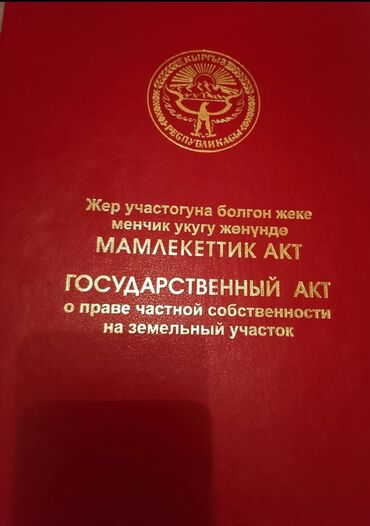 КЫРГЫЗ
РЕСПУБЛИКАСЫ
Жер участогуна болгон жеке
менчик укугу жөнүндө
МАМЛЕКЕТТИК АКТ
ГОСУДАРСТВЕННЫЙ АКТ
о праве частной собственности
на земельный участок